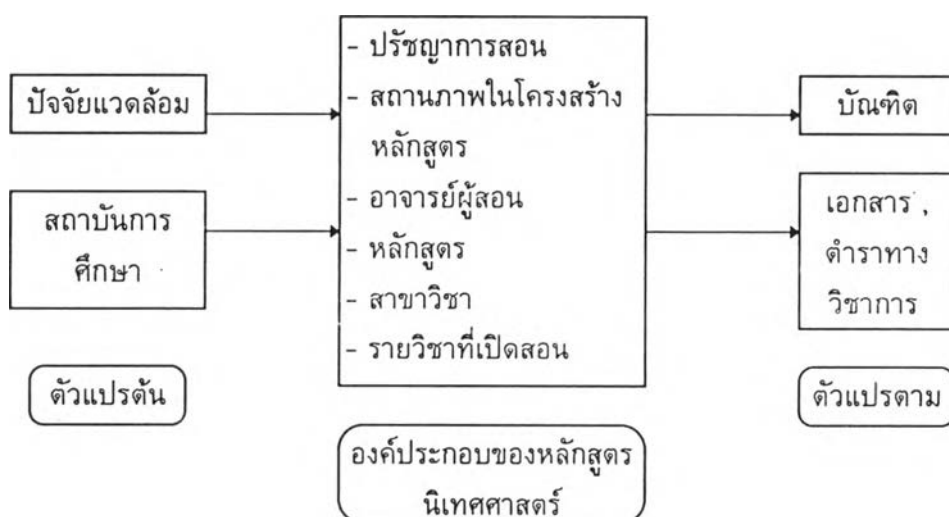 ปัจจัยแวดล้อม
สถาบันการ
ศึกษา
ตัวแปรต้น
- ปรัชญาการสอน
- สถานภาพในโครงสร้าง
หลักสูตร
- อาจารย์ผู้สอน
- หลักสูตร
- สาขาวิชา
- รายวิชาที่เปิดสอน
องค์ประกอบของหลักสูตร
นิเทศศาสตร์
บัณฑิต
เอกสาร ,
ตำราทาง
วิชาการ
ตัวแปรตาม